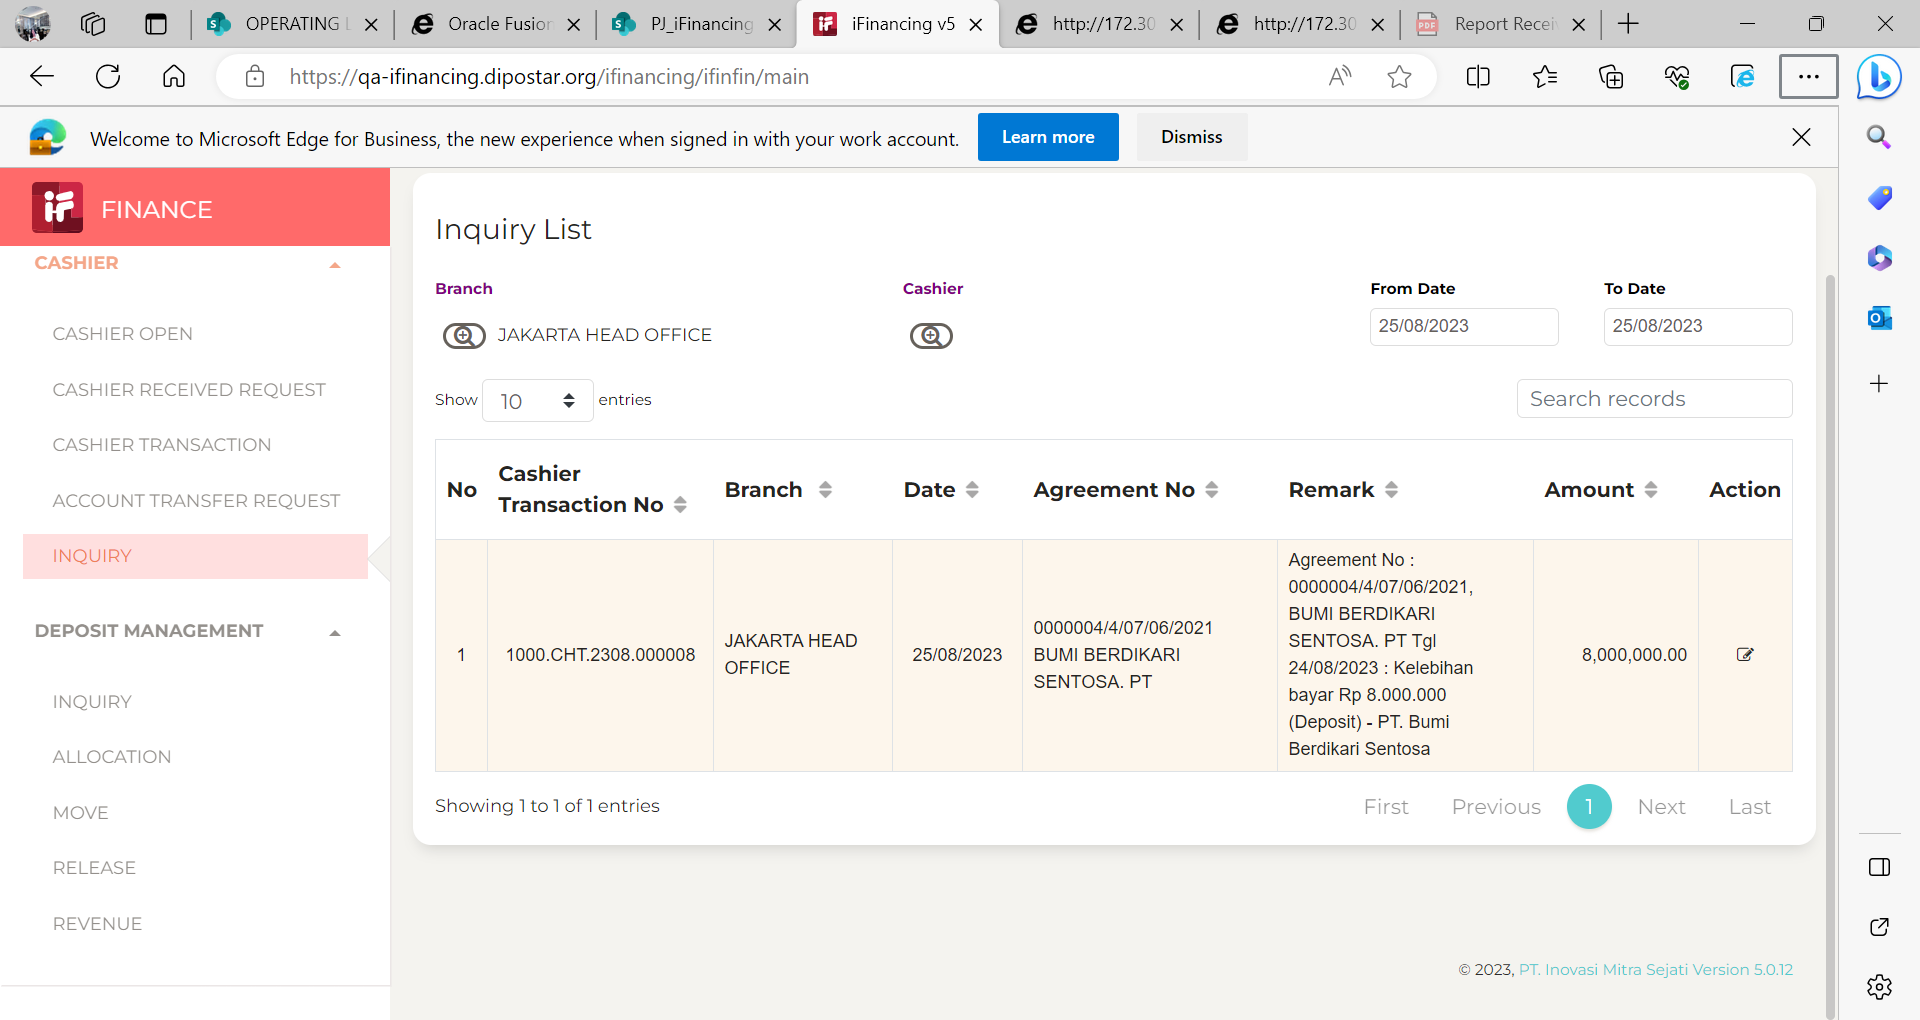 OPERATING L
Oracle Fusion
PJ_iFinancing
iFinancing v5
http://172.30
http://172.30
Report Recei
https://qa-ifinancing.dipostar.org/ifinancing/ifinfin/main
Welcome to Microsoft Edge for Business, the new experience when signed in with your work account.
Learn more
Dismiss
iF FINANCE
CASHIER
CASHIER OPEN
CASHIER RECEIVED REQUEST
CASHIER TRANSACTION
ACCOUNT TRANSFER REQUEST
INQUIRY
DEPOSIT MANAGEMENT
INQUIRY
ALLOCATION
MOVE
RELEASE
REVENUE
Inquiry List
Branch
JAKARTA HEAD OFFICE
Cashier
From Date
25/08/2023
To Date
25/08/2023
Show 10 entries
Search records
No
Cashier
Transaction No
Branch
Date
Agreement No
Remark
Amount
Action
1
1000.CHT.2308.000008
JAKARTA HEAD
OFFICE
25/08/2023
0000004/4/07/06/2021
BUMI BERDIKARI
SENTOSA. PT
Agreement No :
0000004/4/07/06/2021,
BUMI BERDIKARI
SENTOSA. PT Tgl
24/08/2023 : Kelebihan
bayar Rp 8.000.000
(Deposit) - PT. Bumi
Berdikari Sentosa
8,000,000.00
Showing 1 to 1 of 1 entries
First Previous 1 Next Last
© 2023, PT. Inovasi Mitra Sejati Version 5.0.12